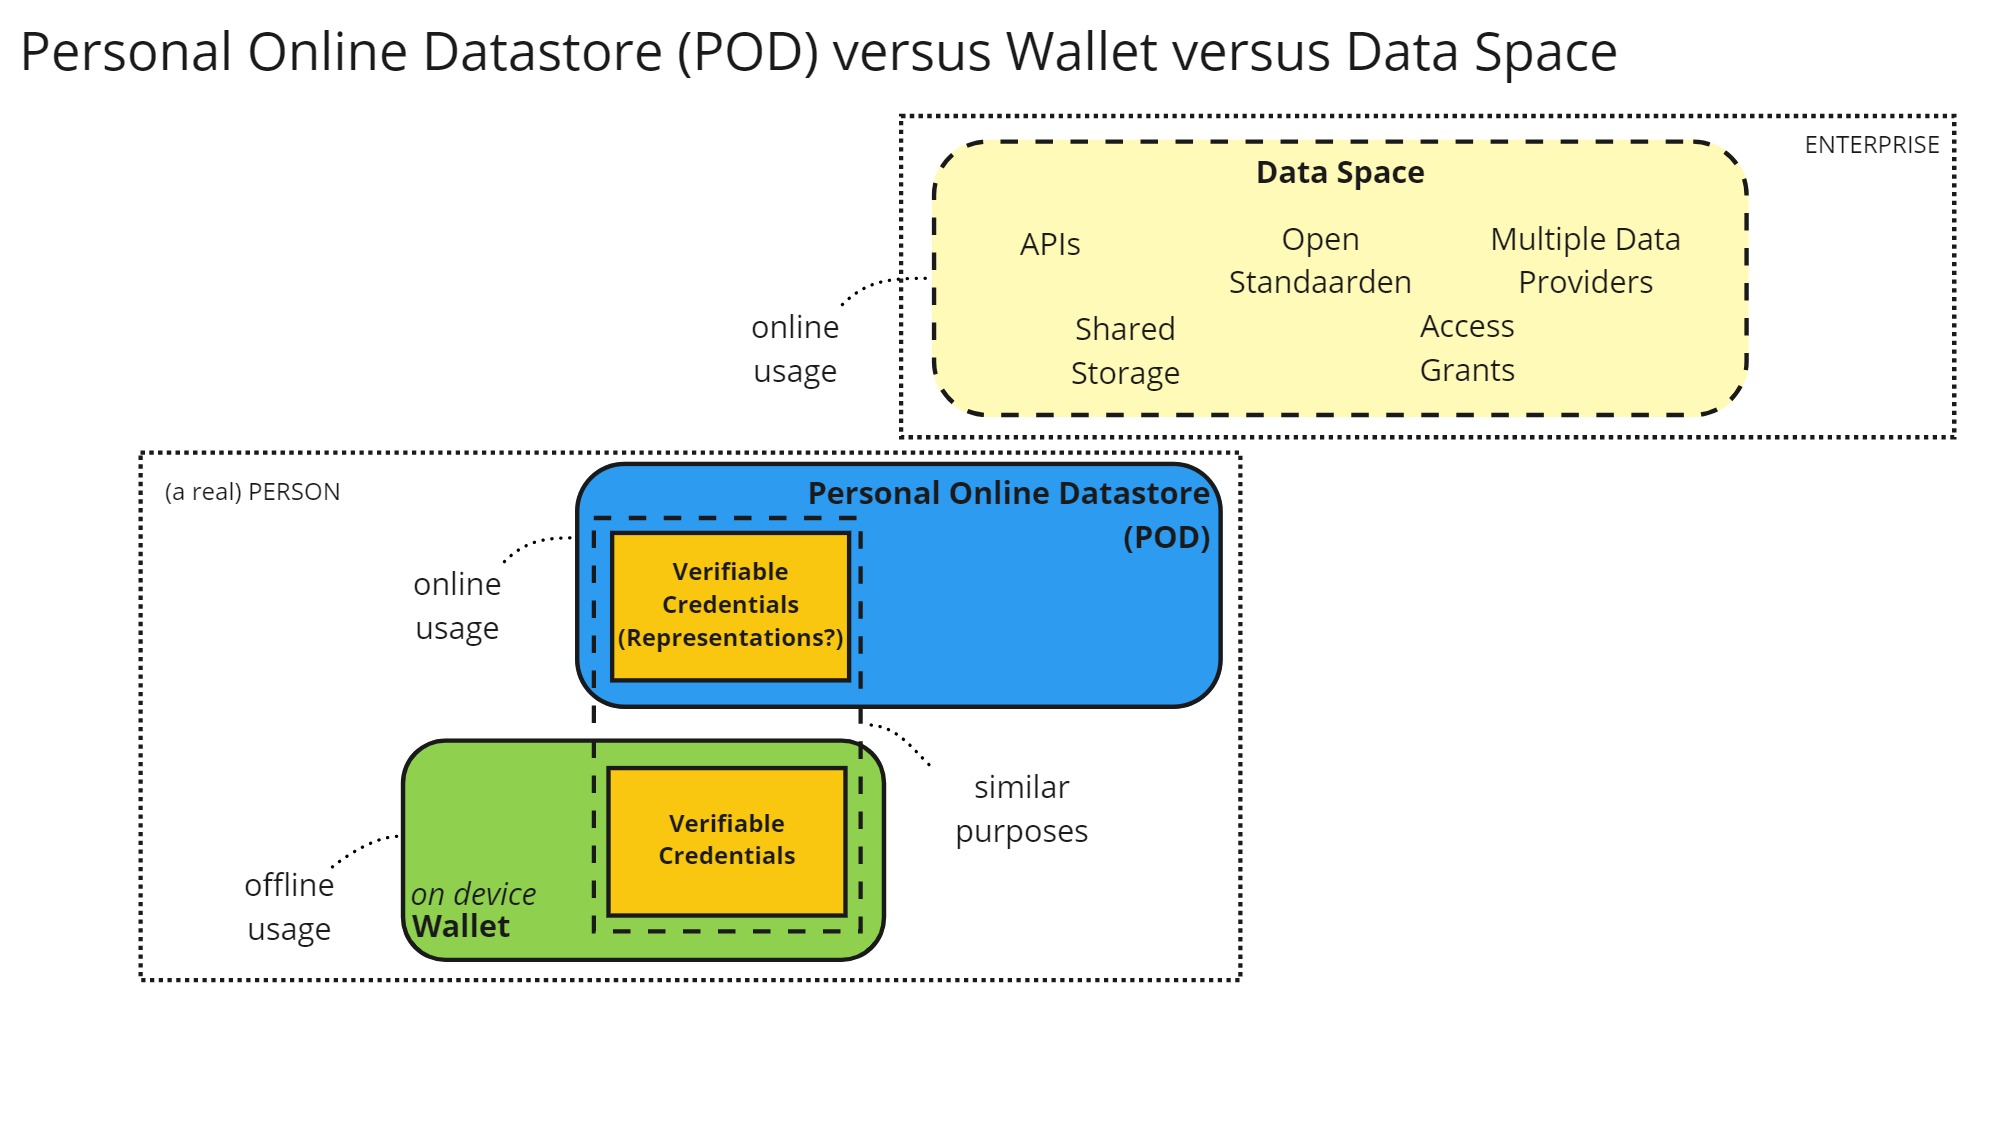 Personal Online Datastore (POD) versus Wallet versus Data Space
ENTERPRISE
Data Space
APIs
Open
Standaarden
Multiple Data
Providers
Shared
Storage
Access
Grants
online
usage
(a real) PERSON
Personal Online Datastore
(POD)
Verifiable
Credentials
(Representations?)
online
usage
similar
purposes
Verifiable
Credentials
on device
Wallet
offline
usage